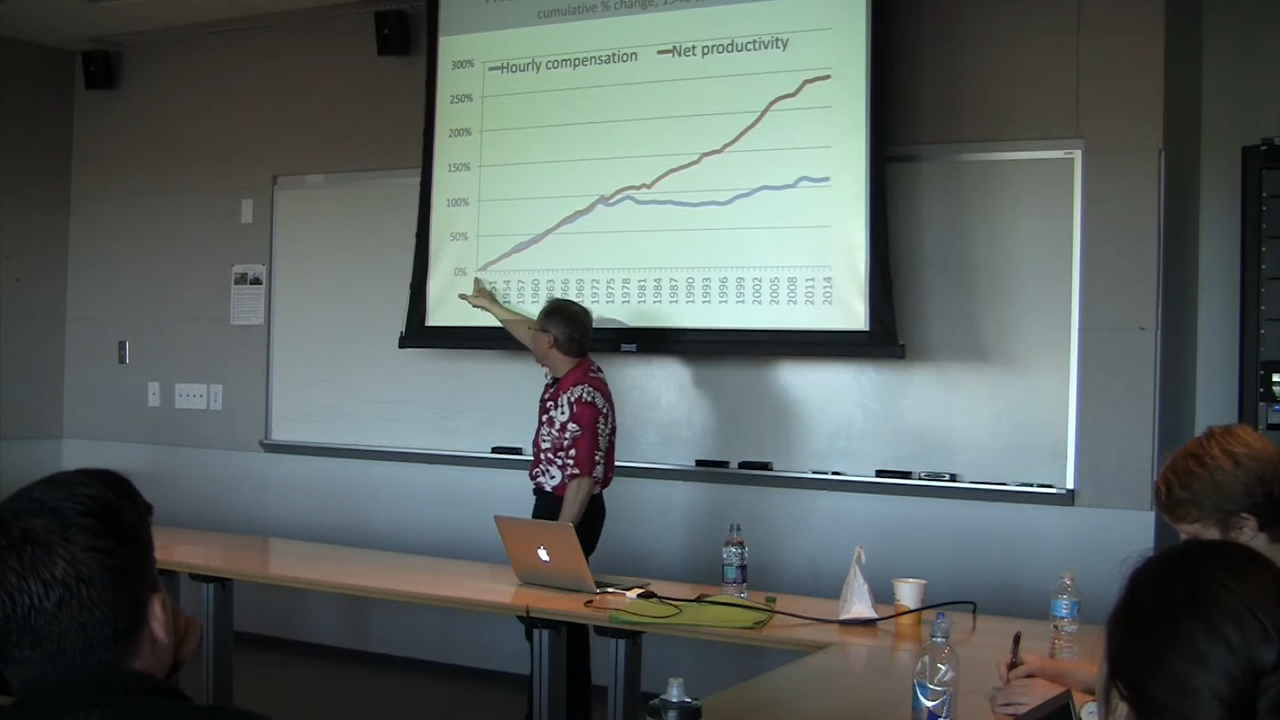 cumulative % change, 194
Hourly compensation Net productivity
300%
250%
200%
150%
100%
50%
0%
1954 1957 1960 1963 1966 1969 1972 1975 1978 1981 1984 1987 1990 1993 1996 1999 2002 2005 2008 2011 2014